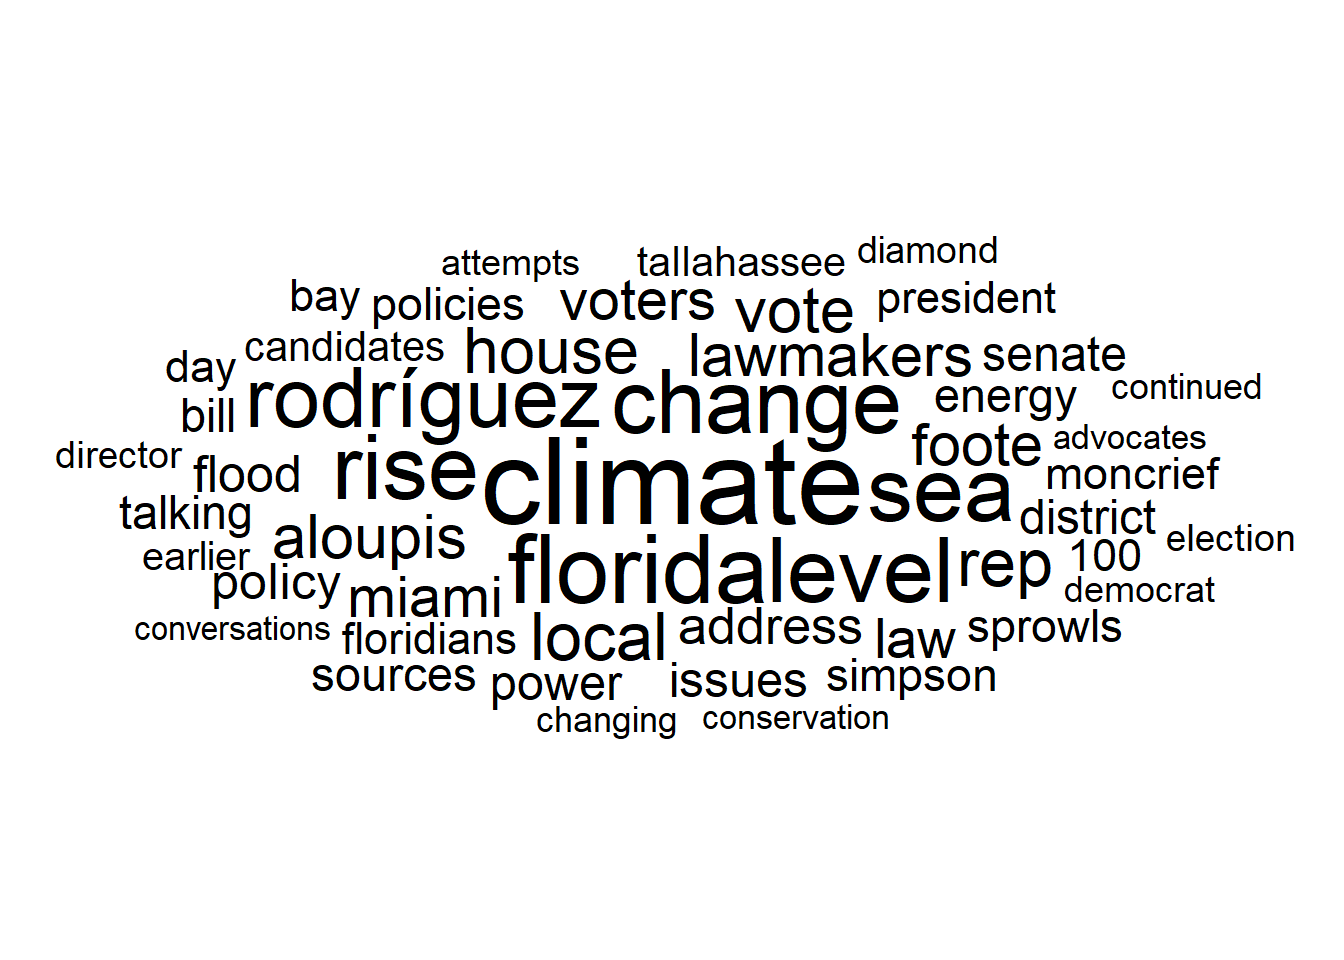 attempts tallahassee diamond
bay policies voters vote president
candidates house lawmakers senate
day rodríguez change energy continued
bill foote advocates
director flood rise climate sea moncrief
talking aloupis district election
earlier florida level rep 100
policy miami democrat
conversations floridians local address law sprowls
sources power issues simpson
changing conservation